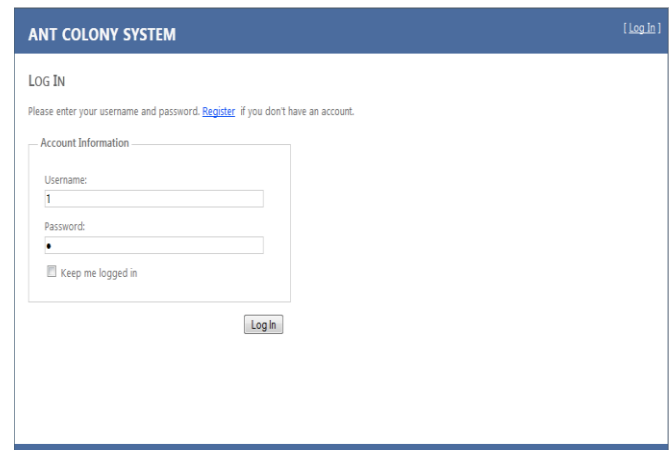 ANT COLONY SYSTEM
[ Log In ]
LOG IN
Please enter your username and password. Register if you don't have an account.
Account Information
Username:
1
Password:
•
Keep me logged in
Log In